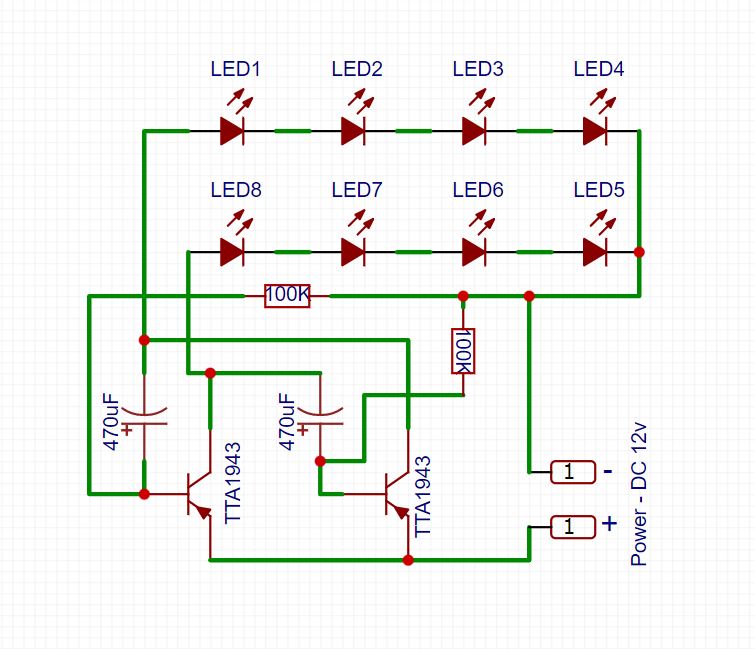 LED1
LED2
LED3
LED4
LED8
LED7
LED6
LED5
100K
100K
470uF
+
470uF
+
TTA1943
TTA1943
1
-
1
+
Power - DC 12v